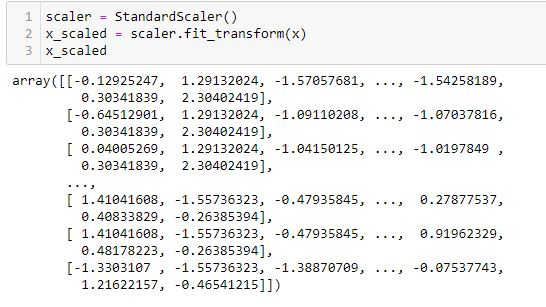 1 scaler = StandardScaler()
2 x_scaled = scaler.fit_transform(x)
3 x_scaled
array([[-0.12925247,  1.29132024, -1.57057681, ..., -1.54258189,
         0.30341839,  2.30402419],
       [-0.64512901,  1.29132024, -1.09110208, ..., -1.07037816,
         0.30341839,  2.30402419],
       [ 0.04005269,  1.29132024, -1.04150125, ..., -1.0197849 ,
         0.30341839,  2.30402419],
       ...,
       [ 1.41041608, -1.55736323, -0.47935845, ...,  0.27877537,
         0.40833829, -0.26385394],
       [ 1.41041608, -1.55736323, -0.47935845, ...,  0.91962329,
         0.48178223, -0.26385394],
       [-1.3303107 , -1.55736323, -1.38870709, ..., -0.07537743,
         1.21622157, -0.46541215]])